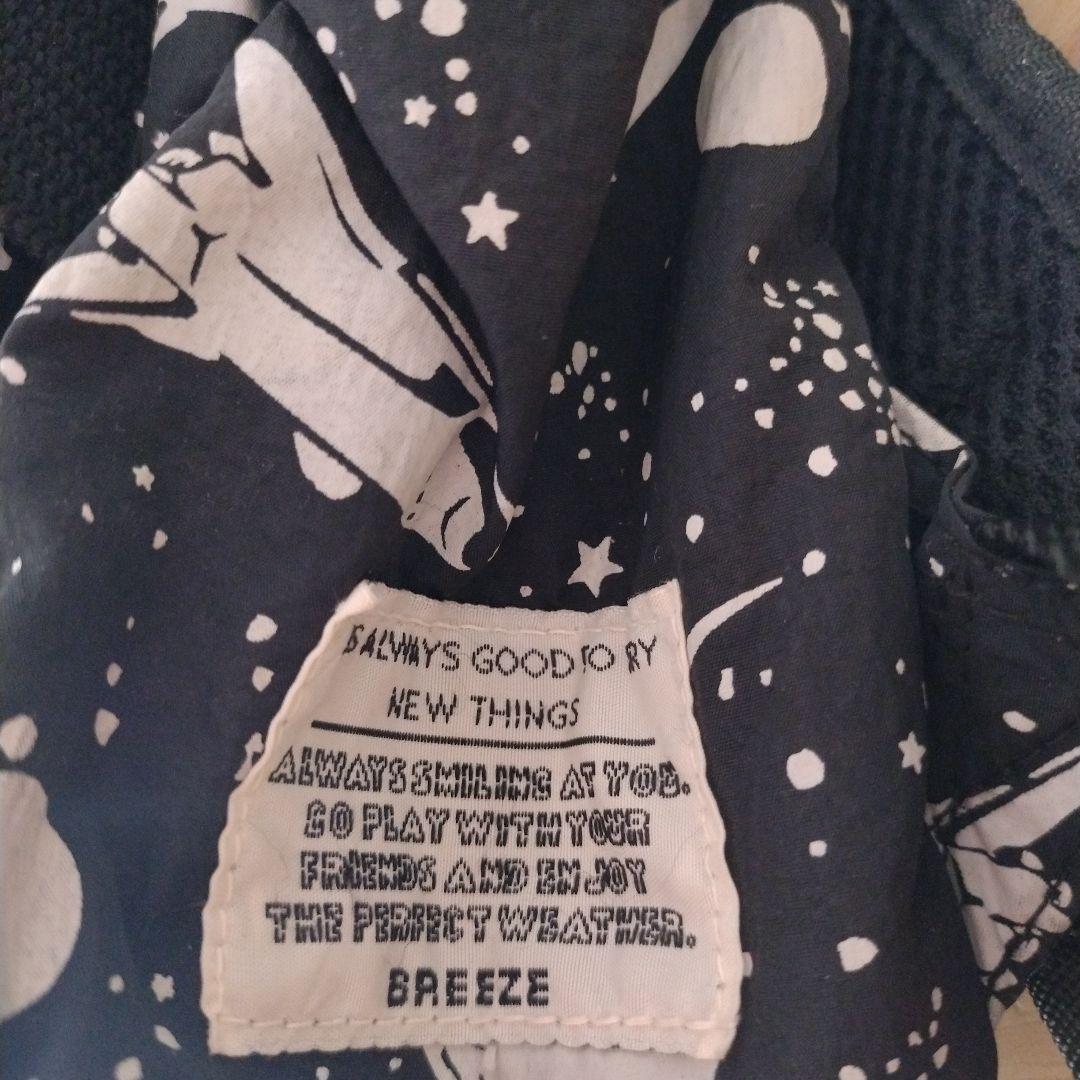 S ALWAYS GOOD TO RY
NEW THINGS
ALWAYS SMILING AT YOU.
GO PLAY WITH YOUR
FRIENDS AND ENJOY
THE PERFECT WEATHER.
BREEZE